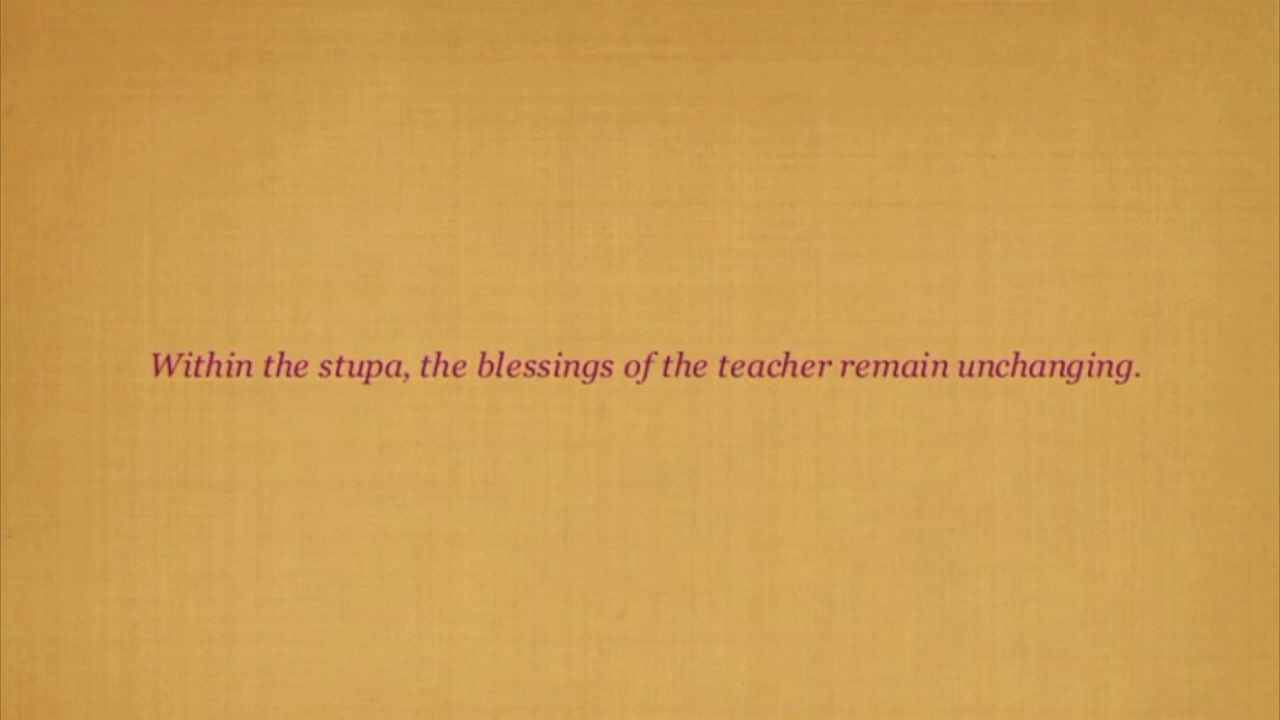 Within the stupa, the blessings of the teacher remain unchanging.